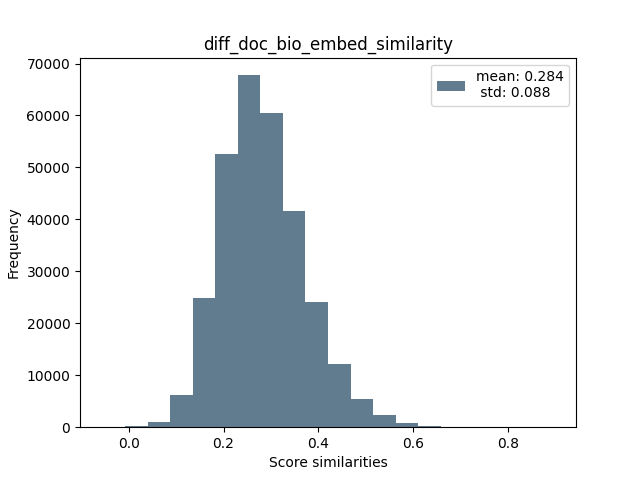 diff_doc_bio_embed_similarity
mean: 0.284
std: 0.088
70000
60000
50000
40000
30000
20000
10000
0
Frequency
0.0 0.2 0.4 0.6 0.8
Score similarities